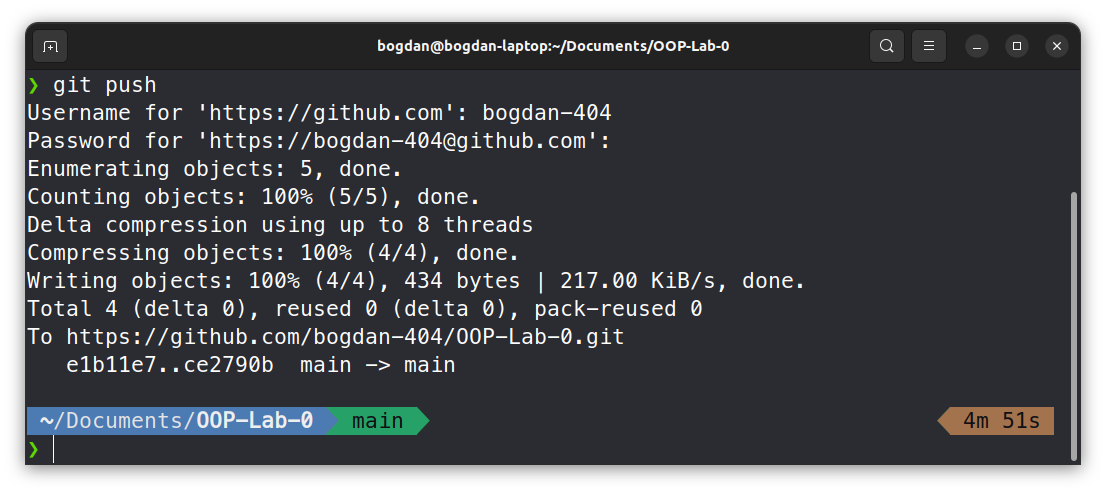 bogdan@bogdan-laptop:~/Documents/OOP-Lab-0
❯ git push
Username for 'https://github.com': bogdan-404
Password for 'https://bogdan-404@github.com':
Enumerating objects: 5, done.
Counting objects: 100% (5/5), done.
Delta compression using up to 8 threads
Compressing objects: 100% (4/4), done.
Writing objects: 100% (4/4), 434 bytes | 217.00 KiB/s, done.
Total 4 (delta 0), reused 0 (delta 0), pack-reused 0
To https://github.com/bogdan-404/OOP-Lab-0.git
   e1b11e7..ce2790b  main -> main
~/Documents/OOP-Lab-0 main 4m 51s
❯